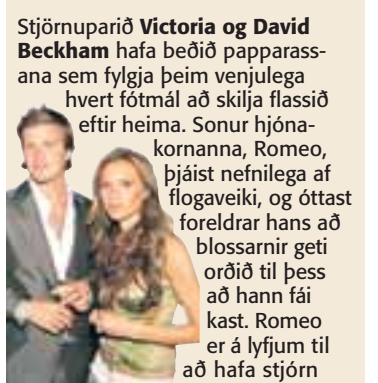 Stjörnuparið Victoria og David
Beckham hafa beðið papparass-
ana sem fylgja þeim venjulega
hvert fótmál að skilja flassið
eftir heima. Sonur hjóna-
kornanna, Romeo,
þjáist nefnilega af
flogaveiki, og óttast
foreldrar hans að
blossarnir geti
orðið til þess
að hann fái
kast. Romeo
er á lyfjum til
að hafa stjórn